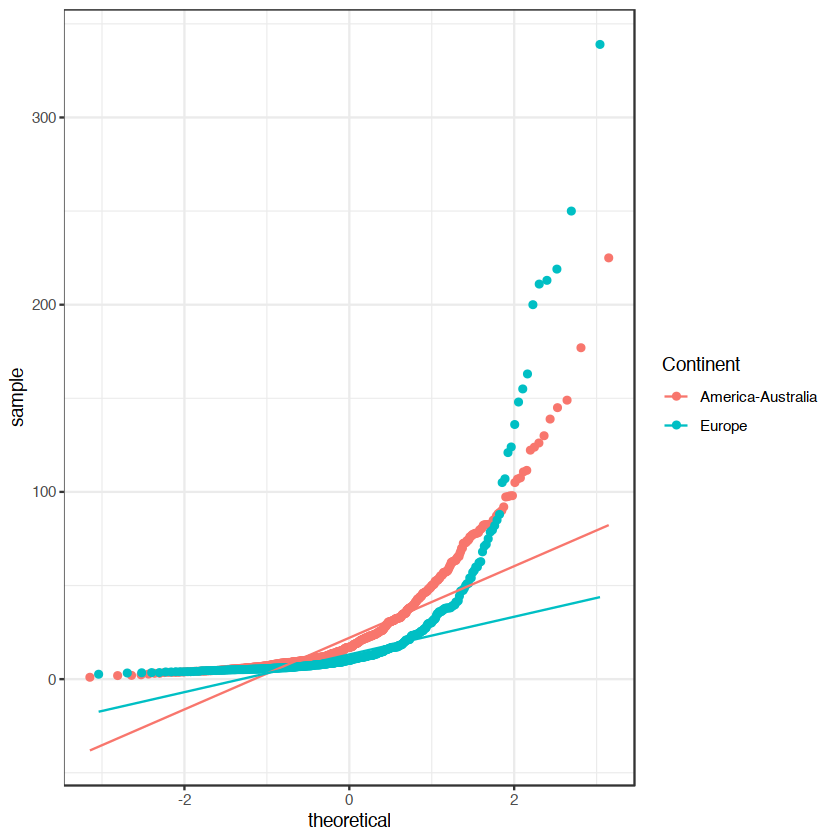 300
200
100
0
sample
-2
0
2
theoretical
Continent
America-Australia
Europe